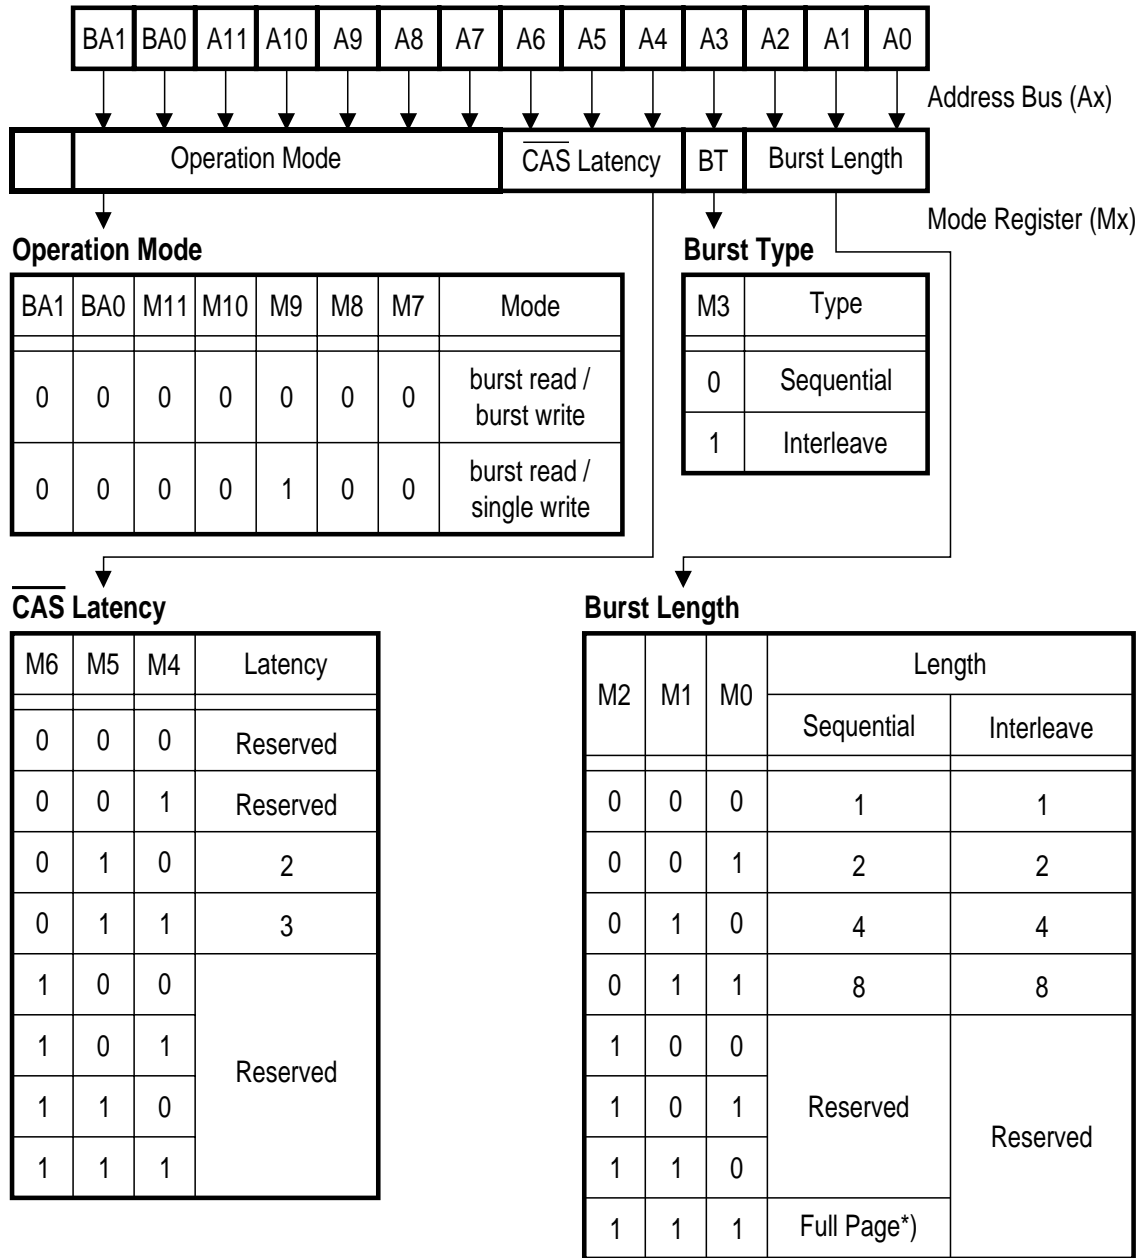 BA1 BA0 A11 A10 A9 A8 A7 A6 A5 A4 A3 A2 A1 A0
Address Bus (Ax)
Operation Mode CAS Latency BT Burst Length
Mode Register (Mx)
Operation Mode
BA1 BA0 M11 M10 M9 M8 M7 Mode
0 0 0 0 0 0 0 burst read /
burst write
0 0 0 0 1 0 0 burst read /
single write
Burst Type
M3 Type
0 Sequential
1 Interleave
CAS Latency
M6 M5 M4 Latency
0 0 0 Reserved
0 0 1 Reserved
0 1 0 2
0 1 1 3
1 0 0
1 0 1
Reserved
1 1 0
1 1 1
Burst Length
M2 M1 M0 Length
Sequential Interleave
0 0 0 1 1
0 0 1 2 2
0 1 0 4 4
0 1 1 8 8
1 0 0
1 0 1 Reserved
Reserved
1 1 0
1 1 1 Full Page*)